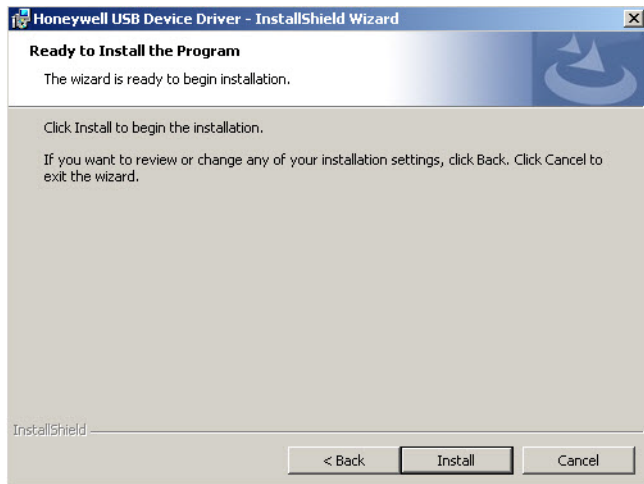 Honeywell USB Device Driver - InstallShield Wizard
Ready to Install the Program
The wizard is ready to begin installation.
Click Install to begin the installation.
If you want to review or change any of your installation settings, click Back. Click Cancel to
exit the wizard.
InstallShield
< Back Install Cancel